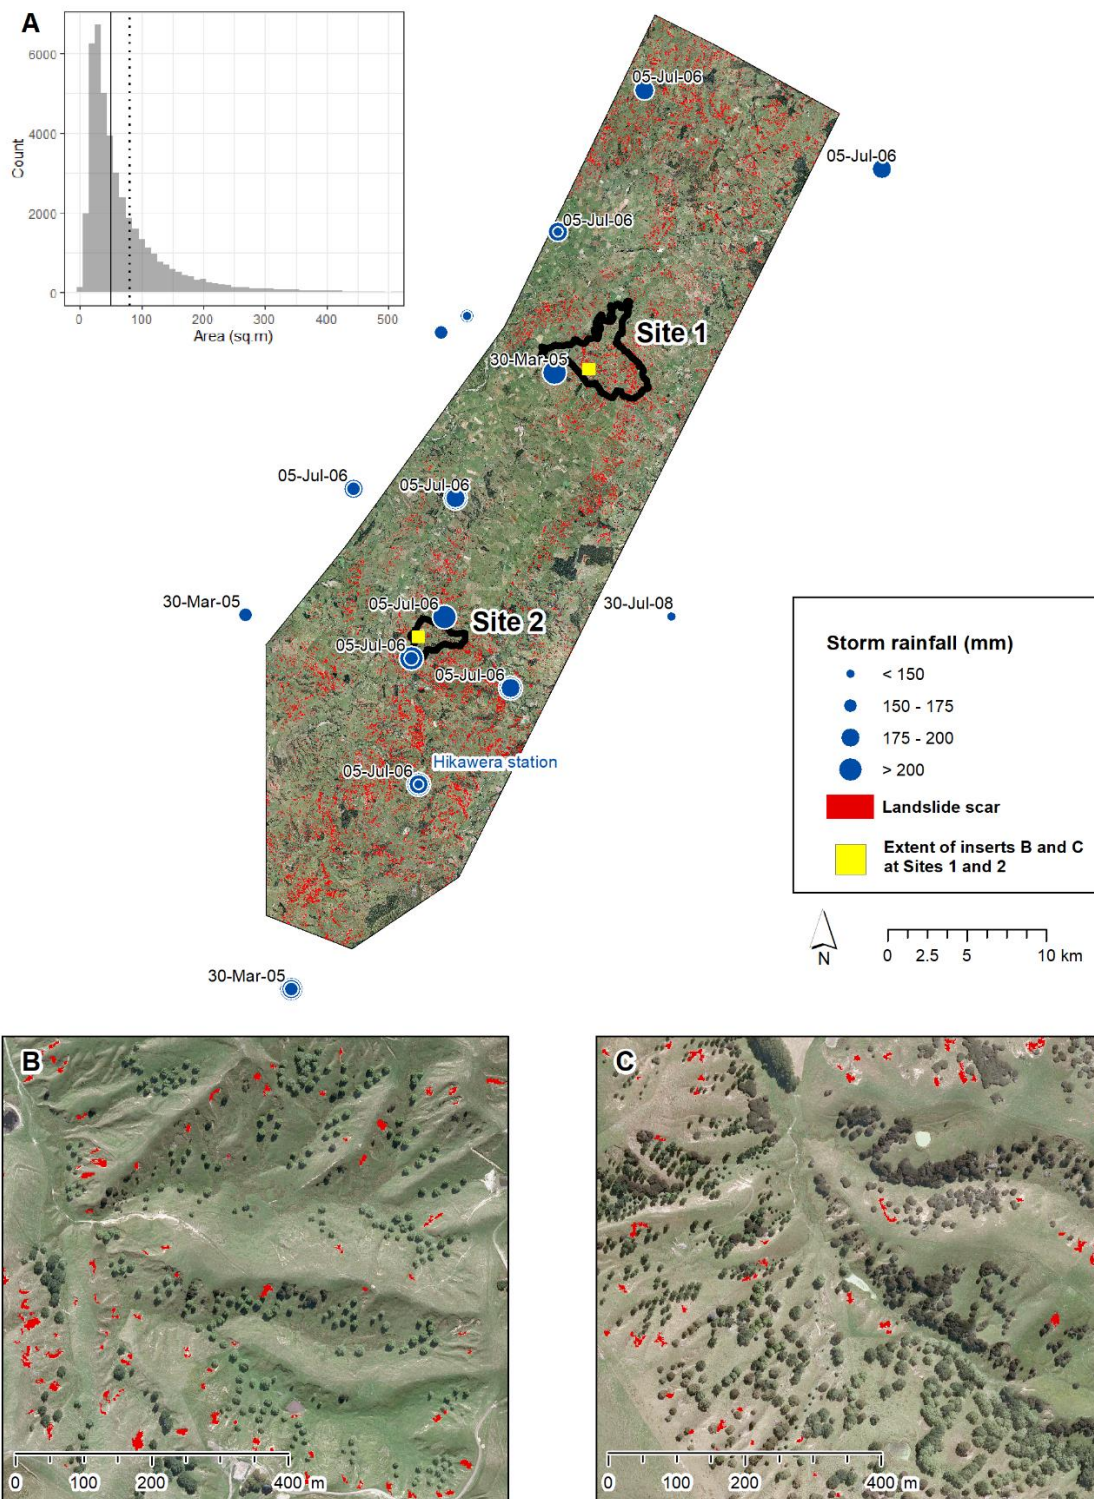 A
6000
4000
2000
0
Count
0 100 200 300 400 500
Area (sq.m)
05-Jul-06
05-Jul-06
05-Jul-06
Site 1
30-Mar-05
05-Jul-06
05-Jul-06
30-Mar-05
05-Jul-06
Site 2
30-Jul-08
05-Jul-06
05-Jul-06
Hikawera station
05-Jul-06
30-Mar-05
Storm rainfall (mm)
< 150
150 - 175
175 - 200
> 200
Landslide scar
Extent of inserts B and C
at Sites 1 and 2
N
0 2.5 5 10 km
B
0 100 200 400 m
C
0 100 200 400 m